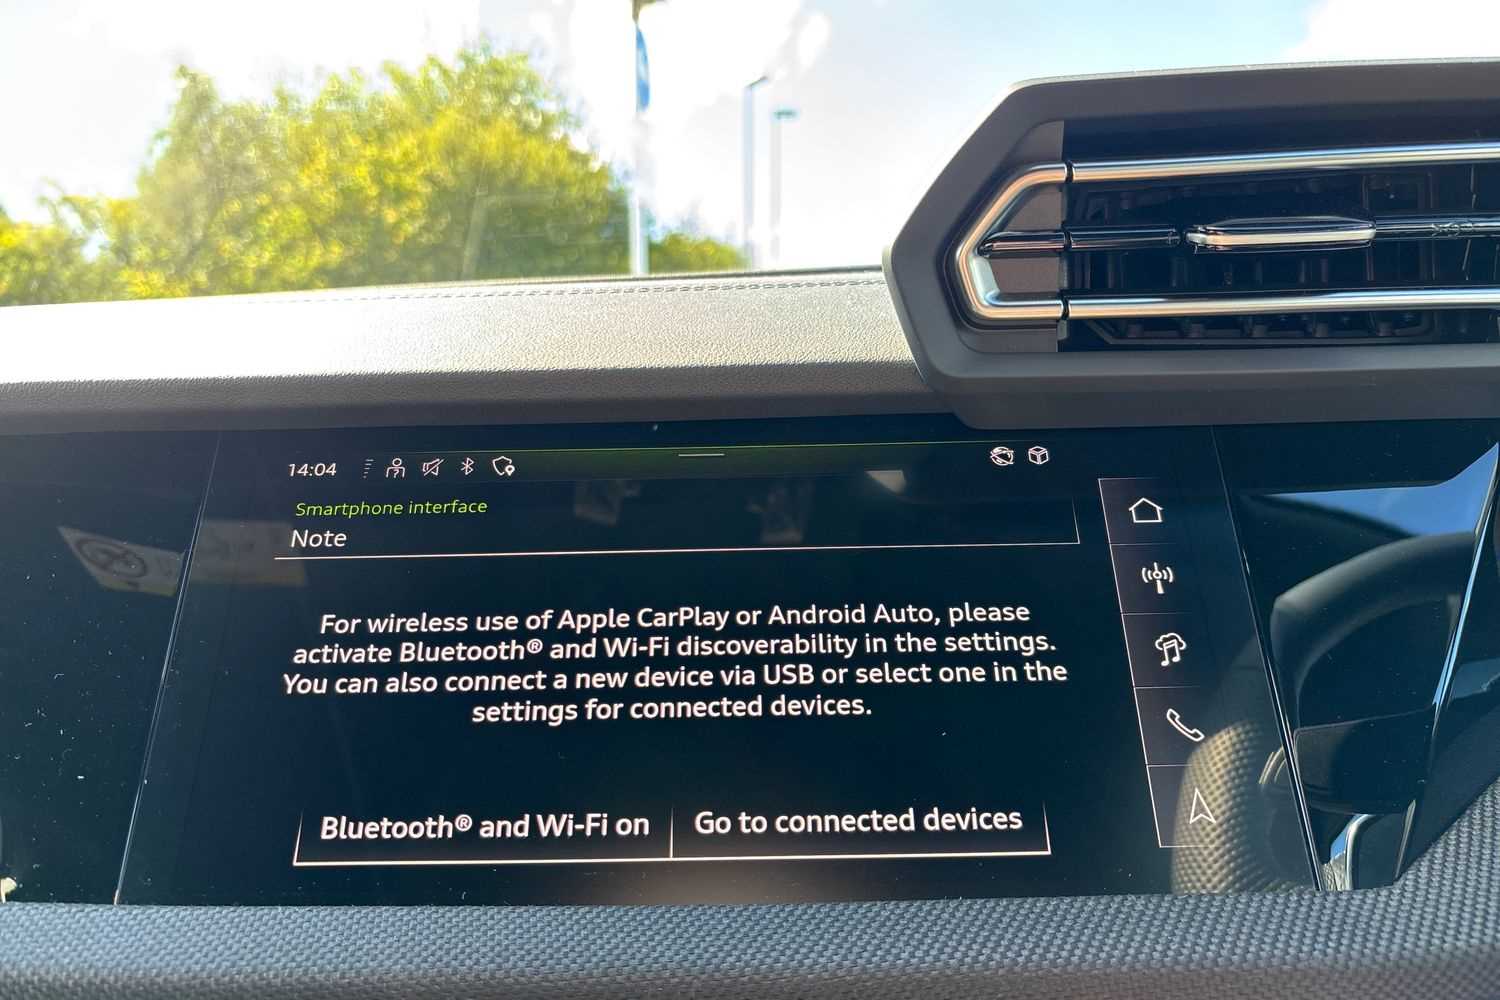 14:04
Smartphone interface
Note
For wireless use of Apple CarPlay or Android Auto, please
activate Bluetooth® and Wi-Fi discoverability in the settings.
You can also connect a new device via USB or select one in the
settings for connected devices.
Bluetooth® and Wi-Fi on
Go to connected devices